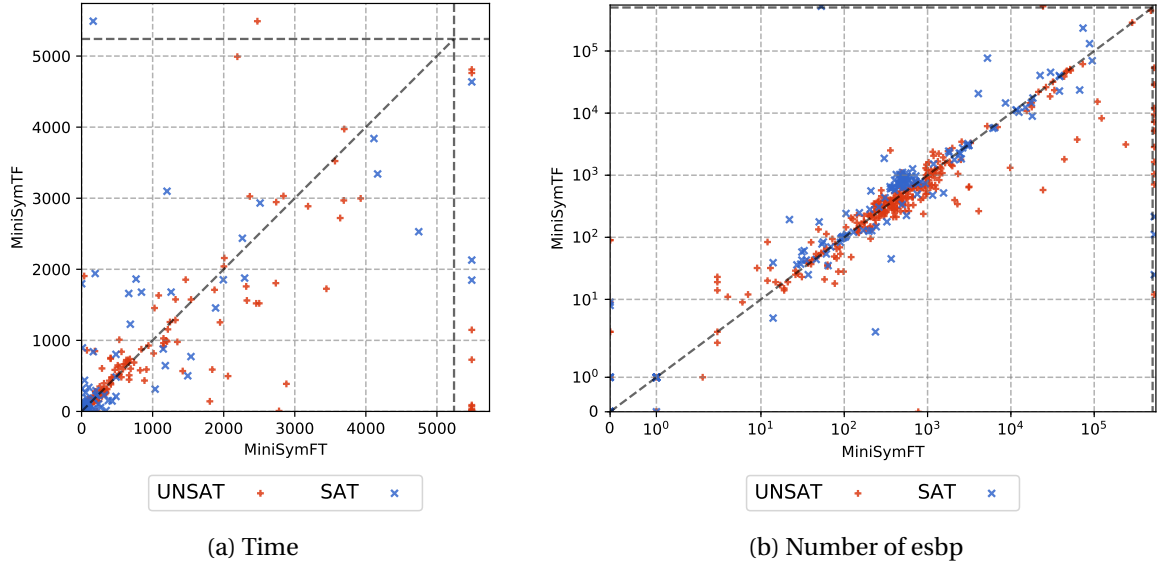 5000
4000
3000
2000
1000
0
MiniSymTF
0 1000 2000 3000 4000 5000
MiniSymFT
UNSAT + SAT ×
(a) Time
10^5
10^4
10^3
10^2
10^1
10^0
0
MiniSymTF
0 10^0 10^1 10^2 10^3 10^4 10^5
MiniSymFT
UNSAT + SAT ×
(b) Number of esbp